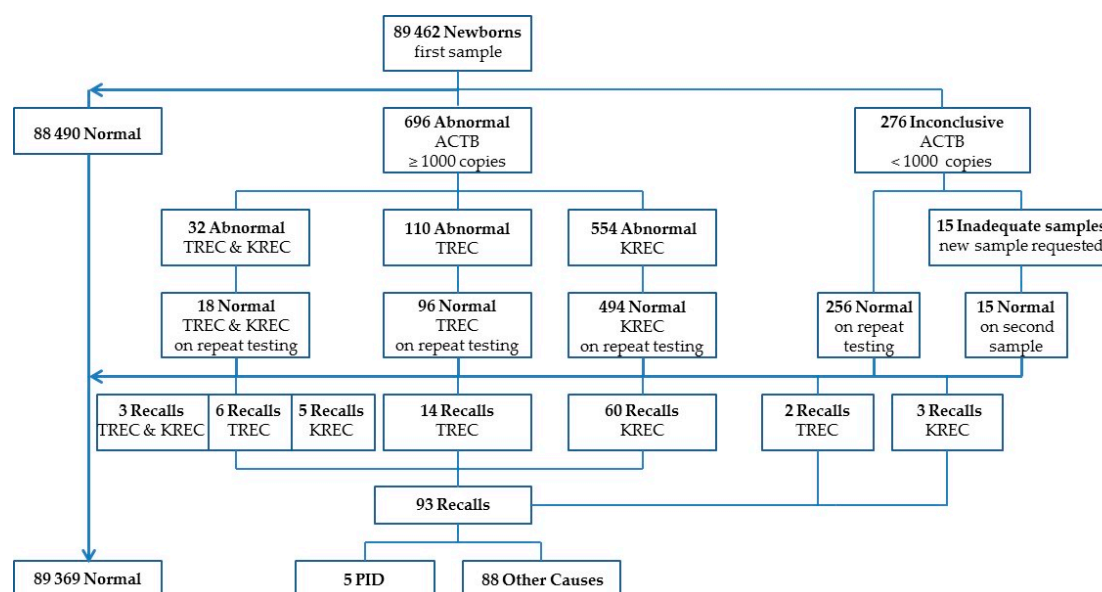 89 462 Newborns
first sample
88 490 Normal
696 Abnormal
ACTB
≥ 1000 copies
276 Inconclusive
ACTB
< 1000 copies
32 Abnormal
TREC & KREC
110 Abnormal
TREC
554 Abnormal
KREC
15 Inadequate samples
new sample requested
18 Normal
TREC & KREC
on repeat testing
96 Normal
TREC
on repeat testing
494 Normal
KREC
on repeat testing
256 Normal
on repeat
testing
15 Normal
on second
sample
3 Recalls
TREC & KREC
6 Recalls
TREC
5 Recalls
KREC
14 Recalls
TREC
60 Recalls
KREC
2 Recalls
TREC
3 Recalls
KREC
93 Recalls
89 369 Normal
5 PID
88 Other Causes